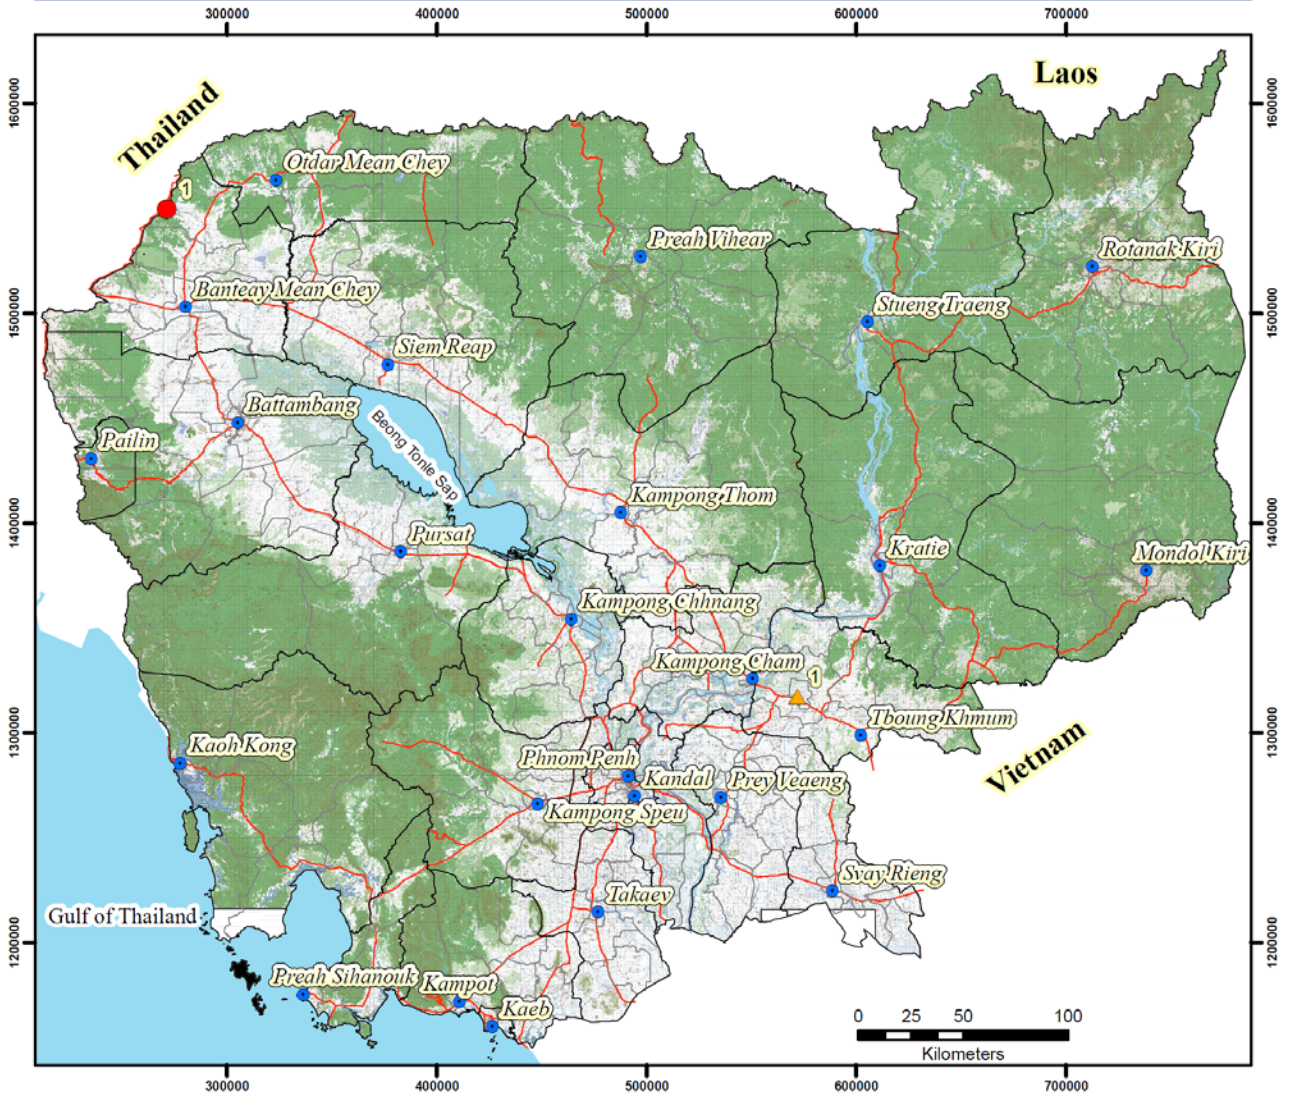 300000 400000 500000 600000 700000
Laos
1600000 1600000
Thailand
Otdar Mean Chey
1
Preah Vihear
Rotanak Kiri
Banteay Mean Chey
Stueng Traeng
1500000 1500000
Siem Reap
Battambang
Beong Tonle Sap
Pailin
Kampong Thom
1400000 1400000
Pursat
Kratie
Mondol Kiri
Kampong Chhnang
Kampong Cham
1
Tboung Khmum
1300000 1300000
Kaoh Kong
Vietnam
Phnom Penh
Kandal
Prey Veaeng
Kampong Speu
Svay Rieng
Takaev
Gulf of Thailand
1200000 1200000
Preah Sihanouk
Kampot
Kaeb
0 25 50 100
Kilometers
300000 400000 500000 600000 700000